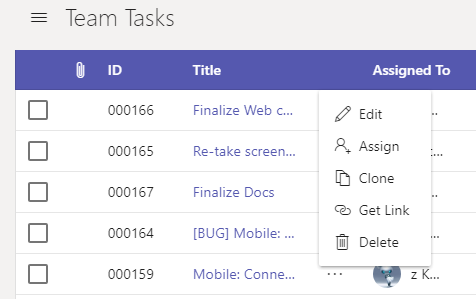 Team Tasks
ID Title Assigned To
000166 Finalize Web c... ...
Edit
000165 Re-take screen... t...
Assign
000167 Finalize Docs
Clone
000164 [BUG] Mobile: ... ...
Get Link
Delete
000159 Mobile: Conne... ... z K...